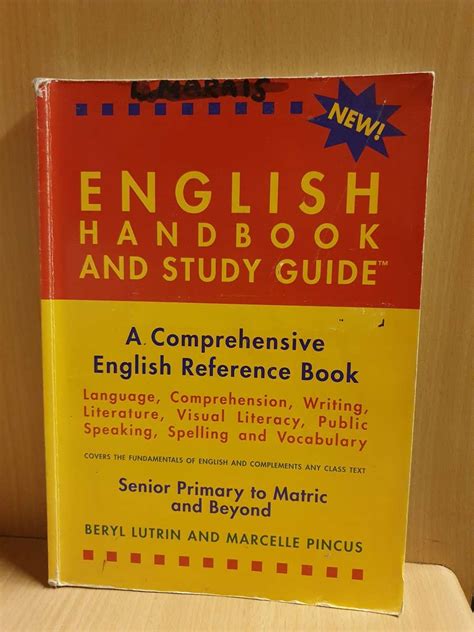 MORAIS
NEW!
ENGLISH
HANDBOOK
AND STUDY GUIDE™
A Comprehensive
English Reference Book
Language, Comprehension, Writing,
Literature, Visual Literacy, Public
Speaking, Spelling and Vocabulary
COVERS THE FUNDAMENTALS OF ENGLISH AND COMPLEMENTS ANY CLASS TEXT
Senior Primary to Matric
and Beyond
BERYL LUTRIN AND MARCELLE PINCUS